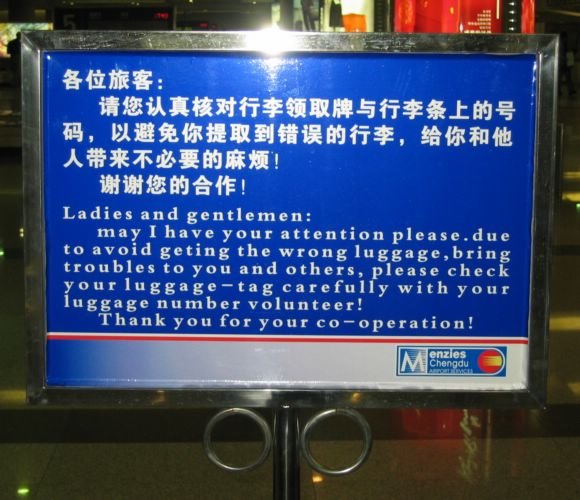 5
各位旅客：
请您认真核对行李领取牌与行李条上的号
码，以避免你提取到错误的行李，给你和他
人带来不必要的麻烦！
谢谢您的合作！
Ladies and gentlemen:
may I have your attention please.due
to avoid geting the wrong luggage,bring
troubles to you and others, please check
your luggage-tag carefully with your
luggage number volunteer!
Thank you for your co-operation!
Menzies
Chengdu
AIRPORT SERVICES